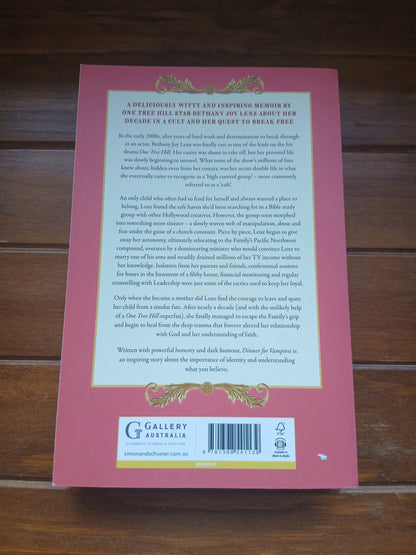 A DELICIOUSLY WITTY AND INSPIRING MEMOIR BY
ONE TREE HILL STAR BETHANY JOY LENZ ABOUT HER
DECADE IN A CULT AND HER QUEST TO BREAK FREE
In the early 2000s, after years of hard work and determination to break through
as an actor, Bethany Joy Lenz was finally cast as one of the leads on the hit
drama One Tree Hill. Her career was about to take off, but her personal life
was slowly beginning to unravel. What none of the show's millions of fans
knew about, hidden even from her costars, was her secret double life in what
she eventually came to recognise as a 'high-control group' – more commonly
referred to as a 'cult'.
An only child who often had to fend for herself and always wanted a place to
belong, Lenz found the safe haven she'd been searching for in a Bible study
group with other Hollywood creatives. However, the group soon morphed
into something more sinister – a slowly woven web of manipulation, abuse and
fear under the guise of a church covenant. Piece by piece, Lenz began to give
away her autonomy, ultimately relocating to the Family's Pacific Northwest
compound, overseen by a domineering minister who would convince Lenz to
marry one of his sons and steadily drained millions of her TV income without
her knowledge. Isolation from her parents and friends, confessional sessions
for hours in the basement of a filthy house, financial monitoring and regular
counselling with Leadership were just some of the tactics used to keep her loyal.
Only when she became a mother did Lenz find the courage to leave and spare
her child from a similar fate. After nearly a decade (and with the unlikely help
of a One Tree Hill superfan), she finally managed to escape the Family's grip
and begin to heal from the deep trauma that forever altered her relationship
with God and her understanding of faith.
Written with powerful honesty and dark humour, Dinner for Vampires is
an inspiring story about the importance of identity and understanding
what you believe.
G GALLERY
AUSTRALIA
simonandschuster.com.au
9 781398 541139
FSC